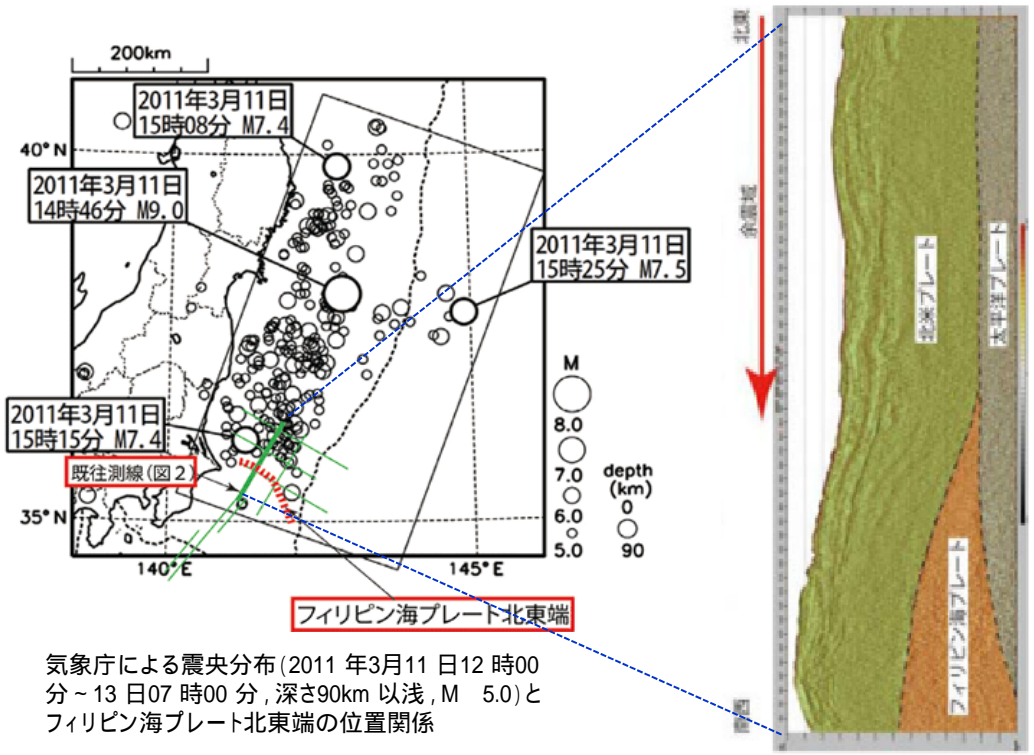 200km
2011年3月11日
15時08分 M7.4
40°N
2011年3月11日
14時46分 M9.0
2011年3月11日
15時25分 M7.5
2011年3月11日
15時15分 M7.4
既往測線(図2)
35°N
140°E
145°E
M
8.0
7.0
6.0
5.0
depth
(km)
0
90
フィリピン海プレート北東端
気象庁による震央分布(2011 年3月11 日12 時00
分~13 日07 時00 分,深さ90km 以浅,M 5.0)と
フィリピン海プレート北東端の位置関係
北東
余震域
北米プレート
太平洋プレート
フィリピン海プレート